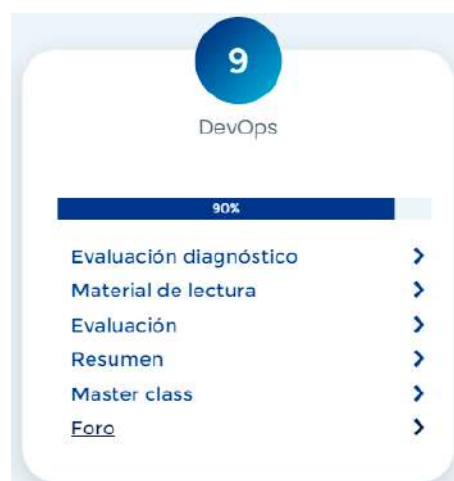 9
DevOps
90%
Evaluación diagnóstico
Material de lectura
Evaluación
Resumen
Master class
Foro